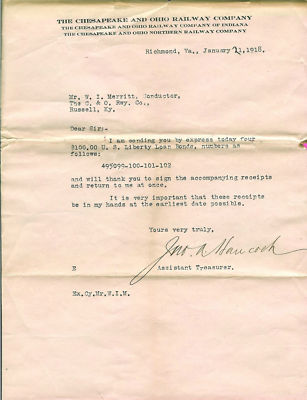 THE CHESAPEAKE AND OHIO RAILWAY COMPANY
THE CHESAPEAKE AND OHIO RAILWAY COMPANY OF INDIANA
THE CHESAPEAKE AND OHIO NORTHERN RAILWAY COMPANY
Richmond, Va., January 11, 1918.
Mr. W. I. Merritt, Conductor,
The C. & O. Rwy. Co.,
Russell, Ky.
Dear Sir:-
I am sending you by express today four
$100.00 U. S. Liberty Loan Bonds, numbers as
follows:
495099-100-101-102
and will thank you to sign the accompanying receipts
and return to me at once.
It is very important that these receipts
be in my hands at the earliest date possible.
Yours very truly,
Jno. A Hancock
E Assistant Treasurer.
Ex.Cy.Mr.W.I.M.